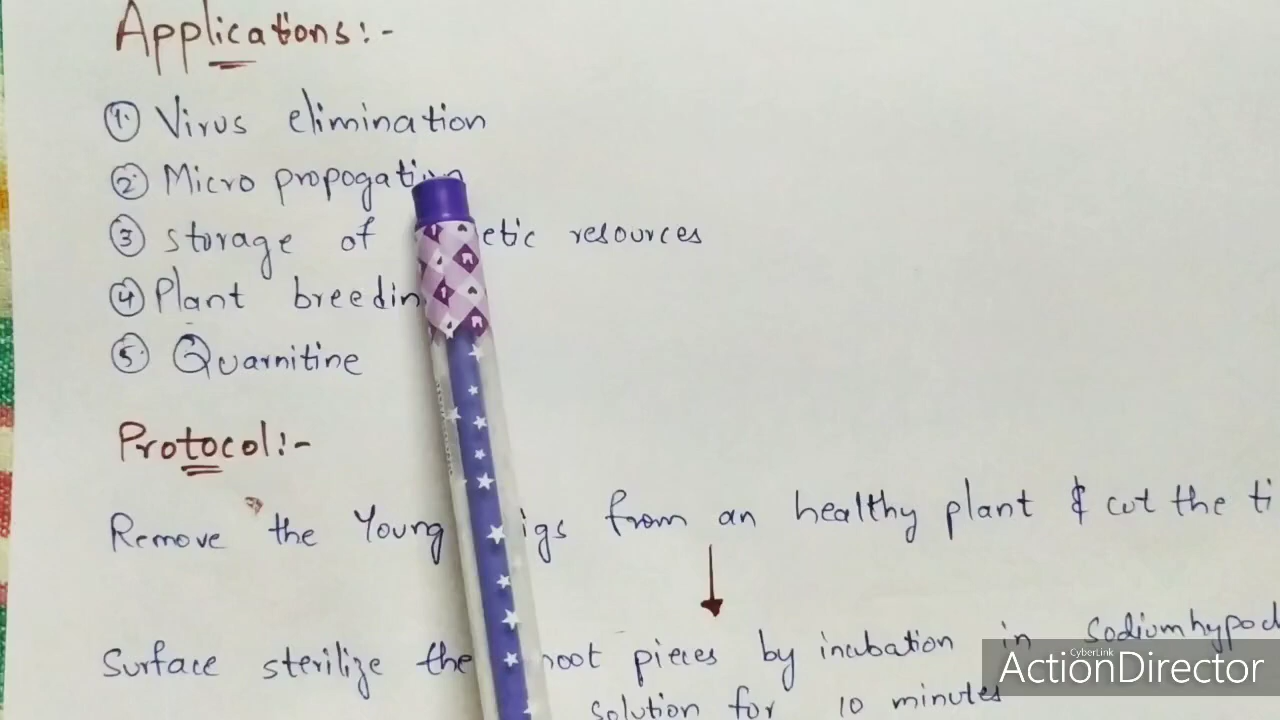 Applications:-
① Virus elimination
② Micro propogation
③ storage of etic resources
④ Plant breedin
⑤ Quarnitine
Protocol:-
Remove the Young igs from an healthy plant & cut the ti
Surface sterilize the hoot pieces by incubation in Sodiumhypoc
solution for 10 minutes
CyberLink
ActionDirector